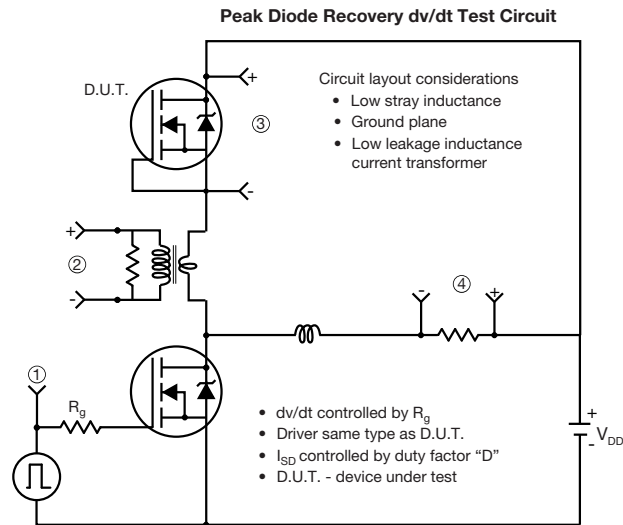 Peak Diode Recovery dv/dt Test Circuit
D.U.T.
+
③
-
Circuit layout considerations
• Low stray inductance
• Ground plane
• Low leakage inductance
current transformer
+
②
-
-
④
+
①
Rg
• dv/dt controlled by Rg
• Driver same type as D.U.T.
• ISD controlled by duty factor “D”
• D.U.T. - device under test
+
-
VDD